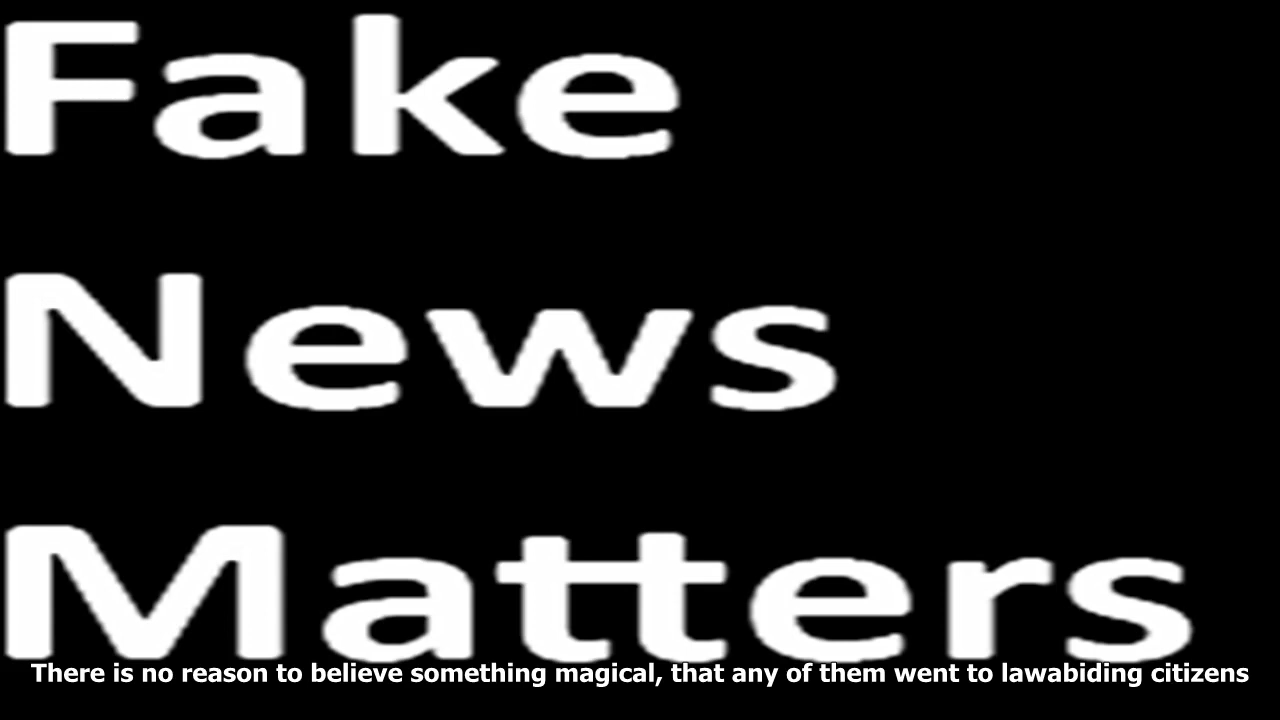 Fake
News
Matters
There is no reason to believe something magical, that any of them went to lawabiding citizens